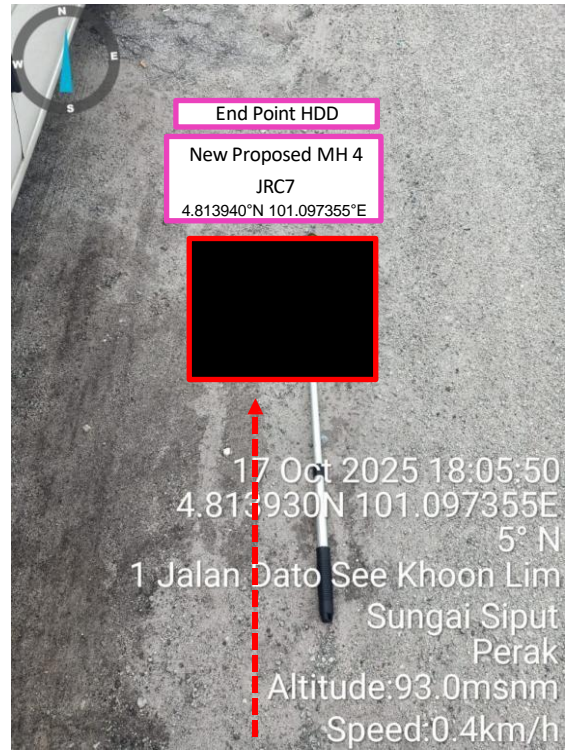 N
W
E
S
End Point HDD
New Proposed MH 4
JRC7
4.813940°N 101.097355°E
17 Oct 2025 18:05:50
4.813930N 101.097355E
5° N
1 Jalan Dato See Khoon Lim
Sungai Siput
Perak
Altitude:93.0msnm
Speed:0.4km/h